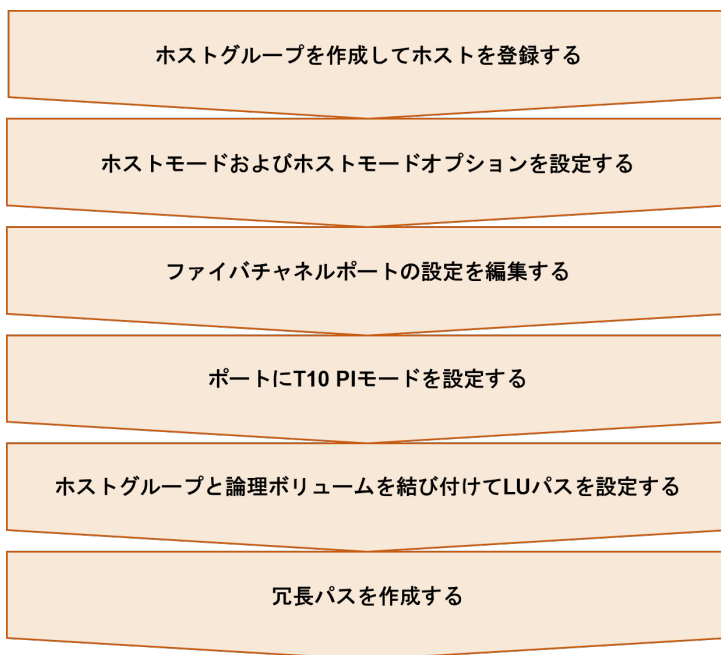 ホストグループを作成してホストを登録する
ホストモードおよびホストモードオプションを設定する
ファイバチャネルポートの設定を編集する
ポートにT10 PIモードを設定する
ホストグループと論理ボリュームを結び付けてLUパスを設定する
冗長パスを作成する